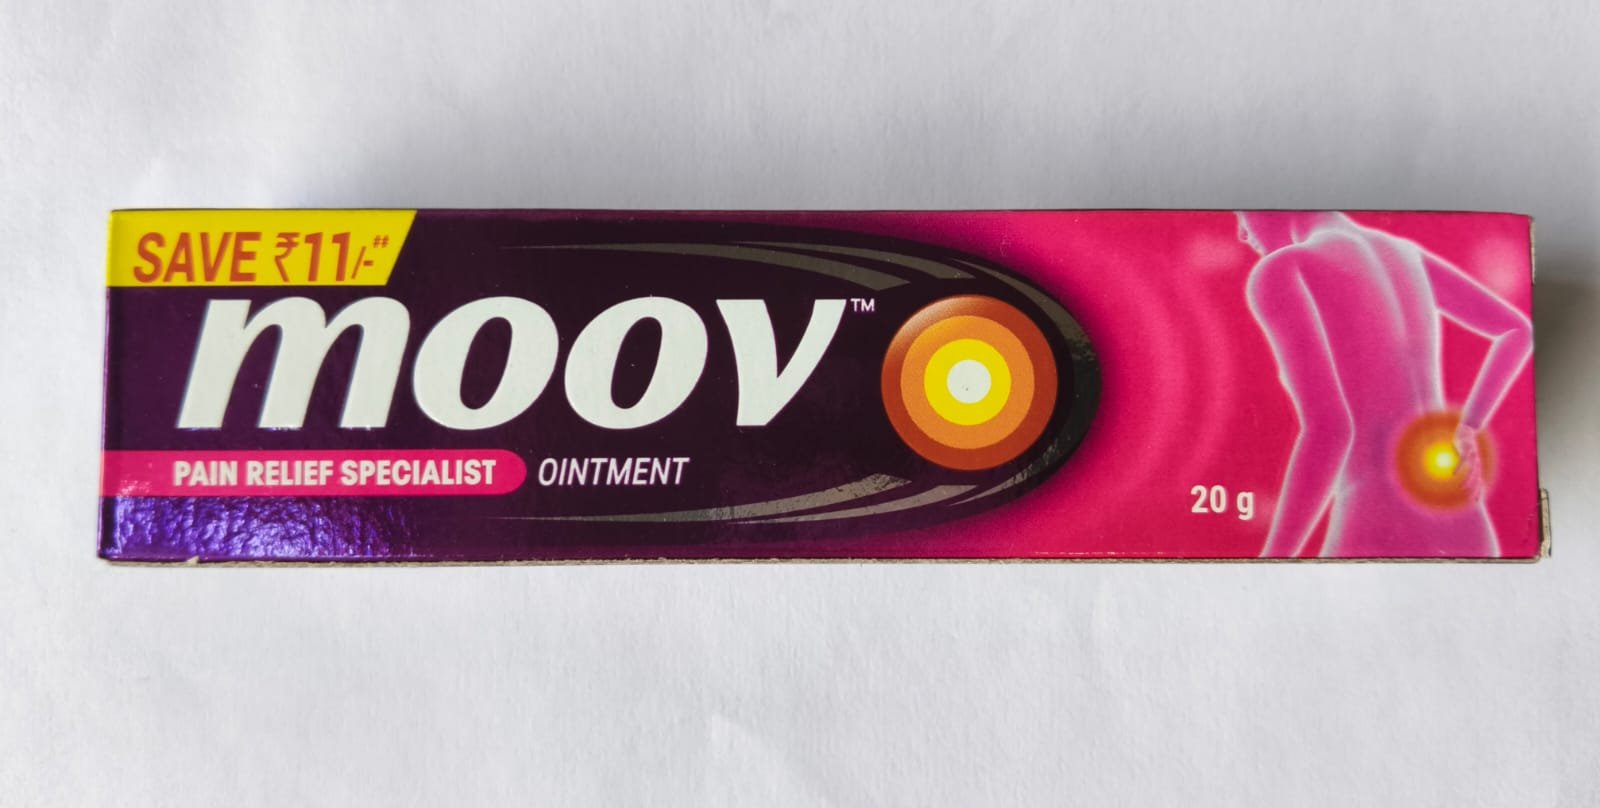 SAVE ₹11/-##
moov™
PAIN RELIEF SPECIALIST OINTMENT
20 g